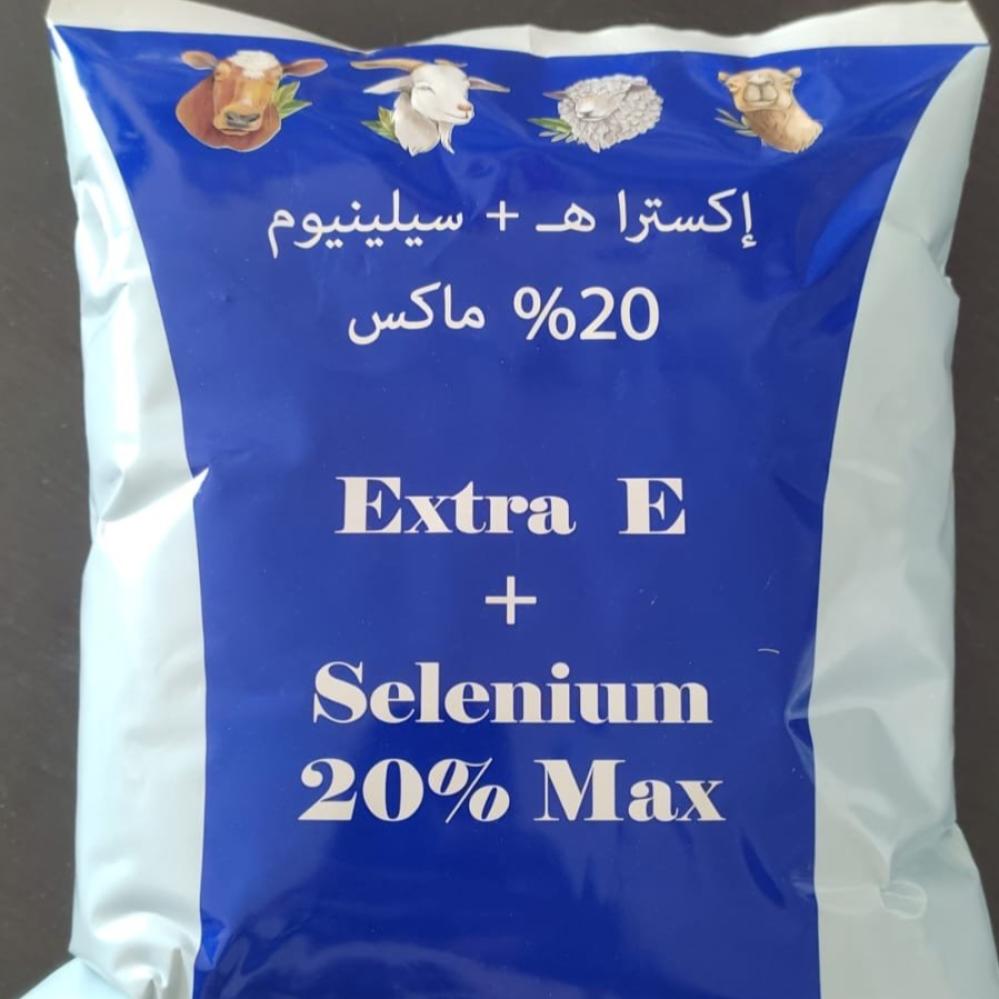 إكسترا هـ + سيلينيوم
%20 ماكس
Extra E
+
Selenium
20% Max